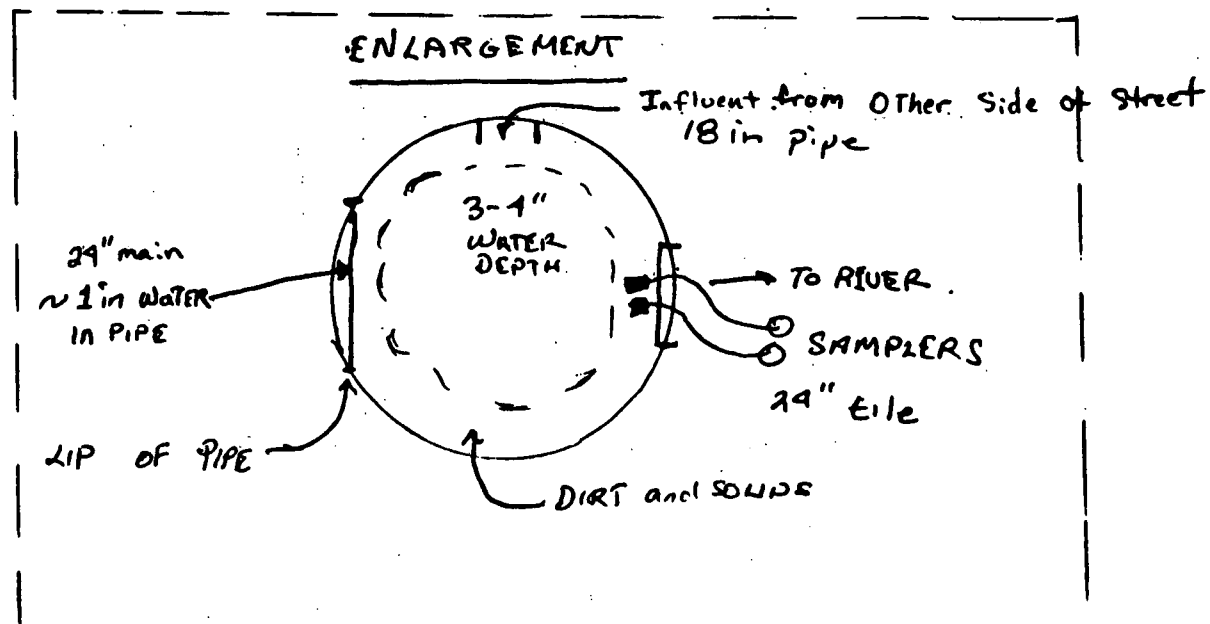 ENLARGEMENT
Influent from Other Side of Street
18 in pipe
3-4"
WATER
DEPTH
24" main
~ 1 in WATER
in PIPE
TO RIVER.
SAMPLERS
24" tile
LIP OF PIPE
DIRT and SOLIDS